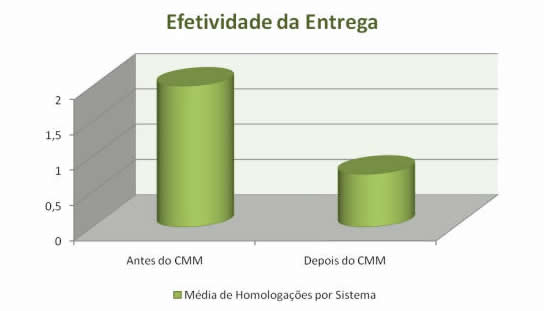 Efetividade da Entrega
2
1,5
1
0,5
0
Antes do CMM
Depois do CMM
Média de Homologações por Sistema